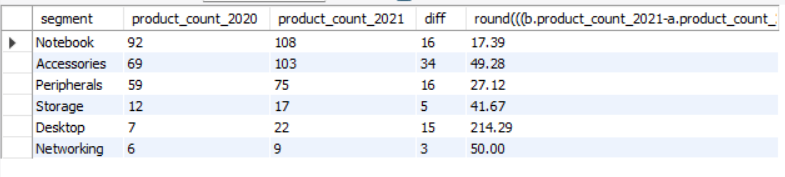 segment product_count_2020 product_count_2021 diff round(((b.product_count_2021-a.product_count_
Notebook 92 108 16 17.39
Accessories 69 103 34 49.28
Peripherals 59 75 16 27.12
Storage 12 17 5 41.67
Desktop 7 22 15 214.29
Networking 6 9 3 50.00